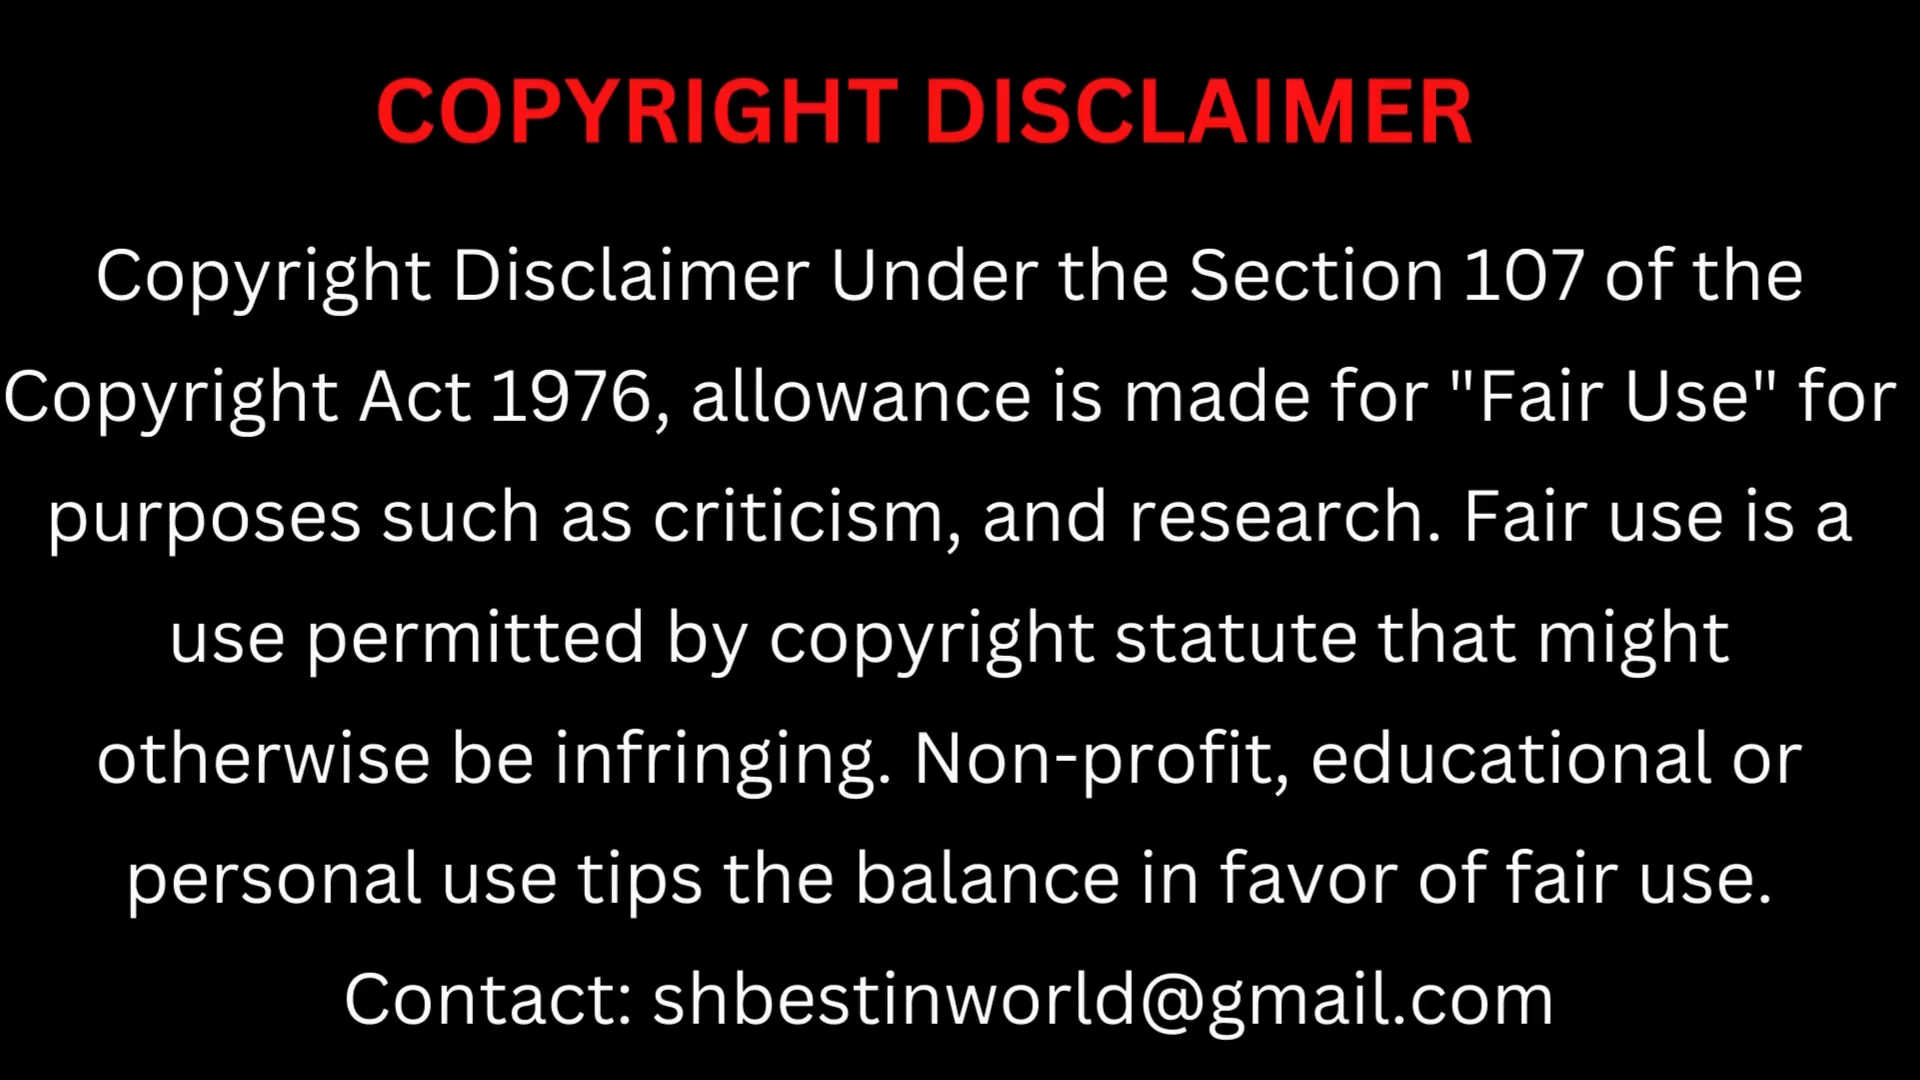 COPYRIGHT DISCLAIMER
Copyright Disclaimer Under the Section 107 of the
Copyright Act 1976, allowance is made for "Fair Use" for
purposes such as criticism, and research. Fair use is a
use permitted by copyright statute that might
otherwise be infringing. Non-profit, educational or
personal use tips the balance in favor of fair use.
Contact: shbestinworld@gmail.com